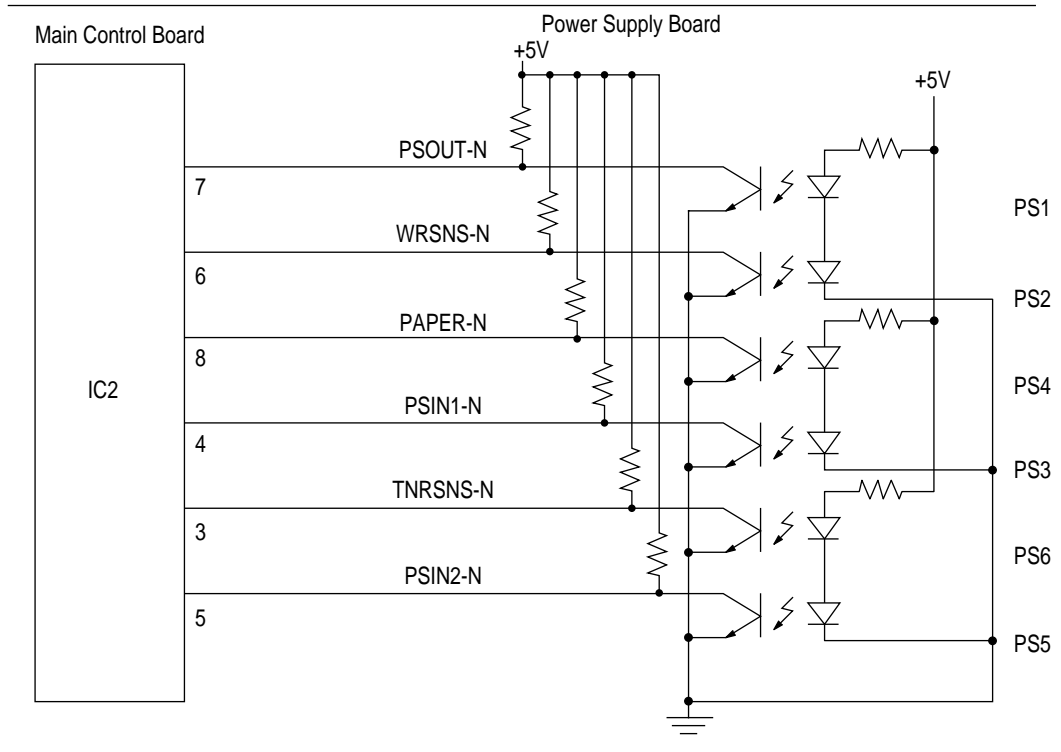 Main Control Board
Power Supply Board
+5V
+5V
PSOUT-N
7
PS1
WRSNS-N
6
PS2
PAPER-N
8
PS4
IC2
PSIN1-N
4
PS3
TNRSNS-N
3
PS6
PSIN2-N
5
PS5